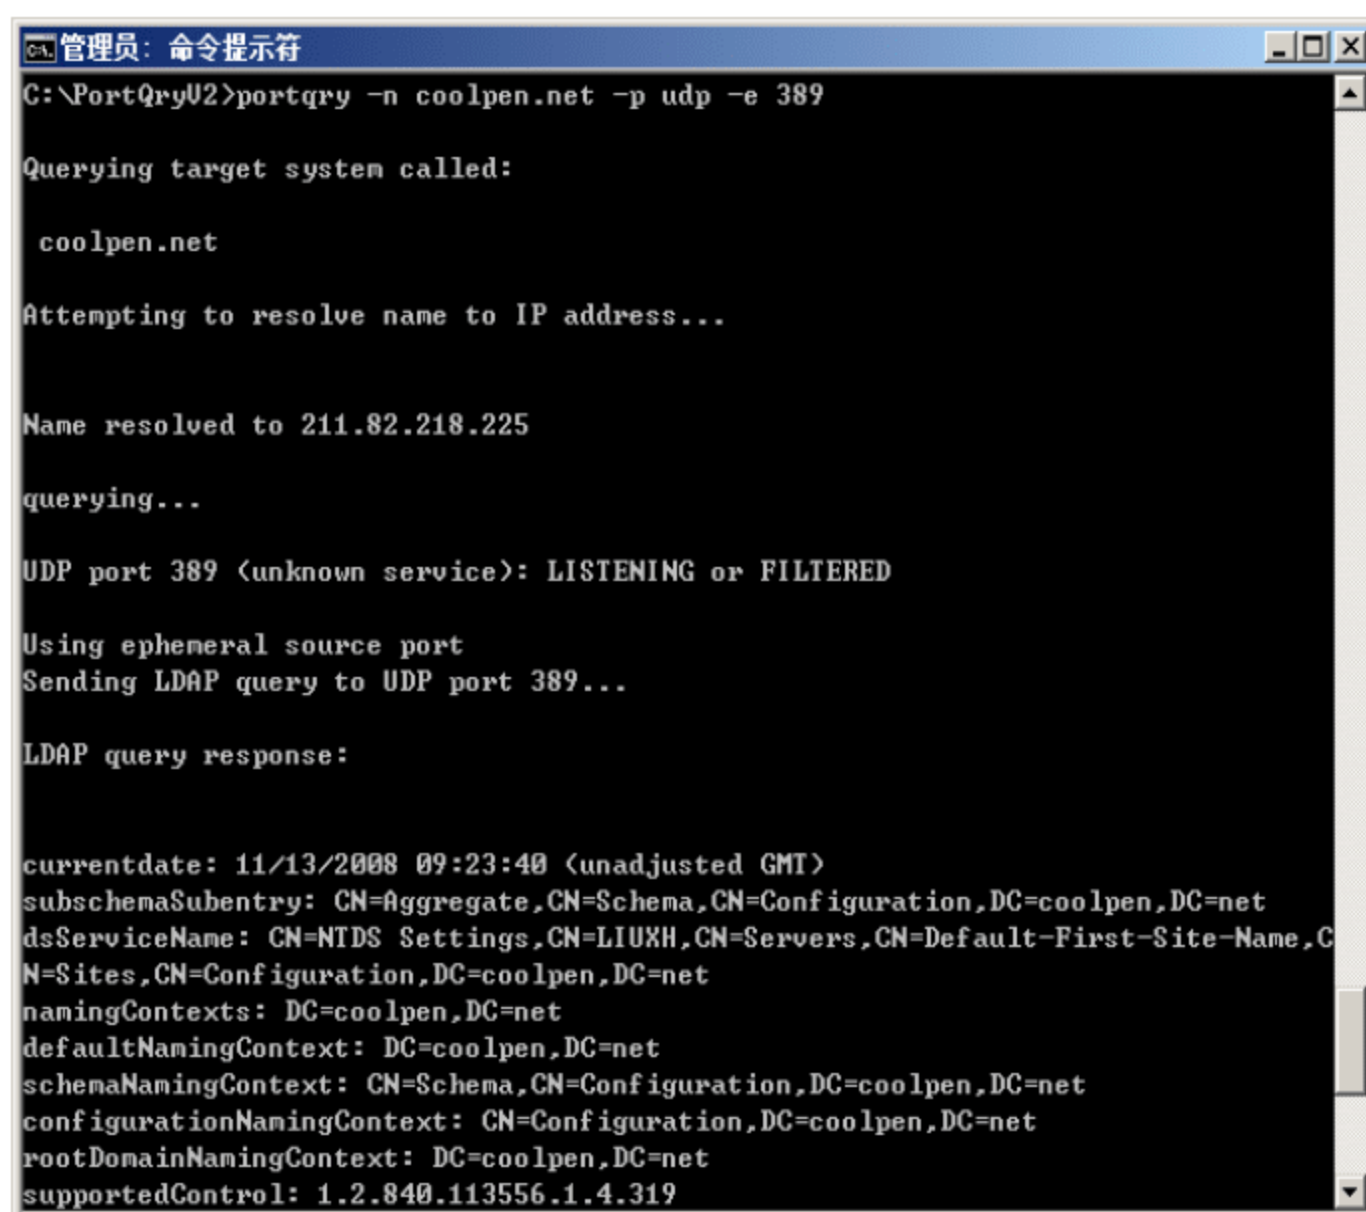 管理员: 命令提示符
C:\PortQryV2>portqry -n coolpen.net -p udp -e 389
Querying target system called:
coolpen.net
Attempting to resolve name to IP address...
Name resolved to 211.82.218.225
querying...
UDP port 389 (unknown service): LISTENING or FILTERED
Using ephemeral source port
Sending LDAP query to UDP port 389...
LDAP query response:
currentdate: 11/13/2008 09:23:40 (unadjusted GMT)
subschemaSubentry: CN=Aggregate,CN=Schema,CN=Configuration,DC=coolpen,DC=net
dsServiceName: CN=NTDS Settings,CN=LIUXH,CN=Servers,CN=Default-First-Site-Name,C
N=Sites,CN=Configuration,DC=coolpen,DC=net
namingContexts: DC=coolpen,DC=net
defaultNamingContext: DC=coolpen,DC=net
schemaNamingContext: CN=Schema,CN=Configuration,DC=coolpen,DC=net
configurationNamingContext: CN=Configuration,DC=coolpen,DC=net
rootDomainNamingContext: DC=coolpen,DC=net
supportedControl: 1.2.840.113556.1.4.319